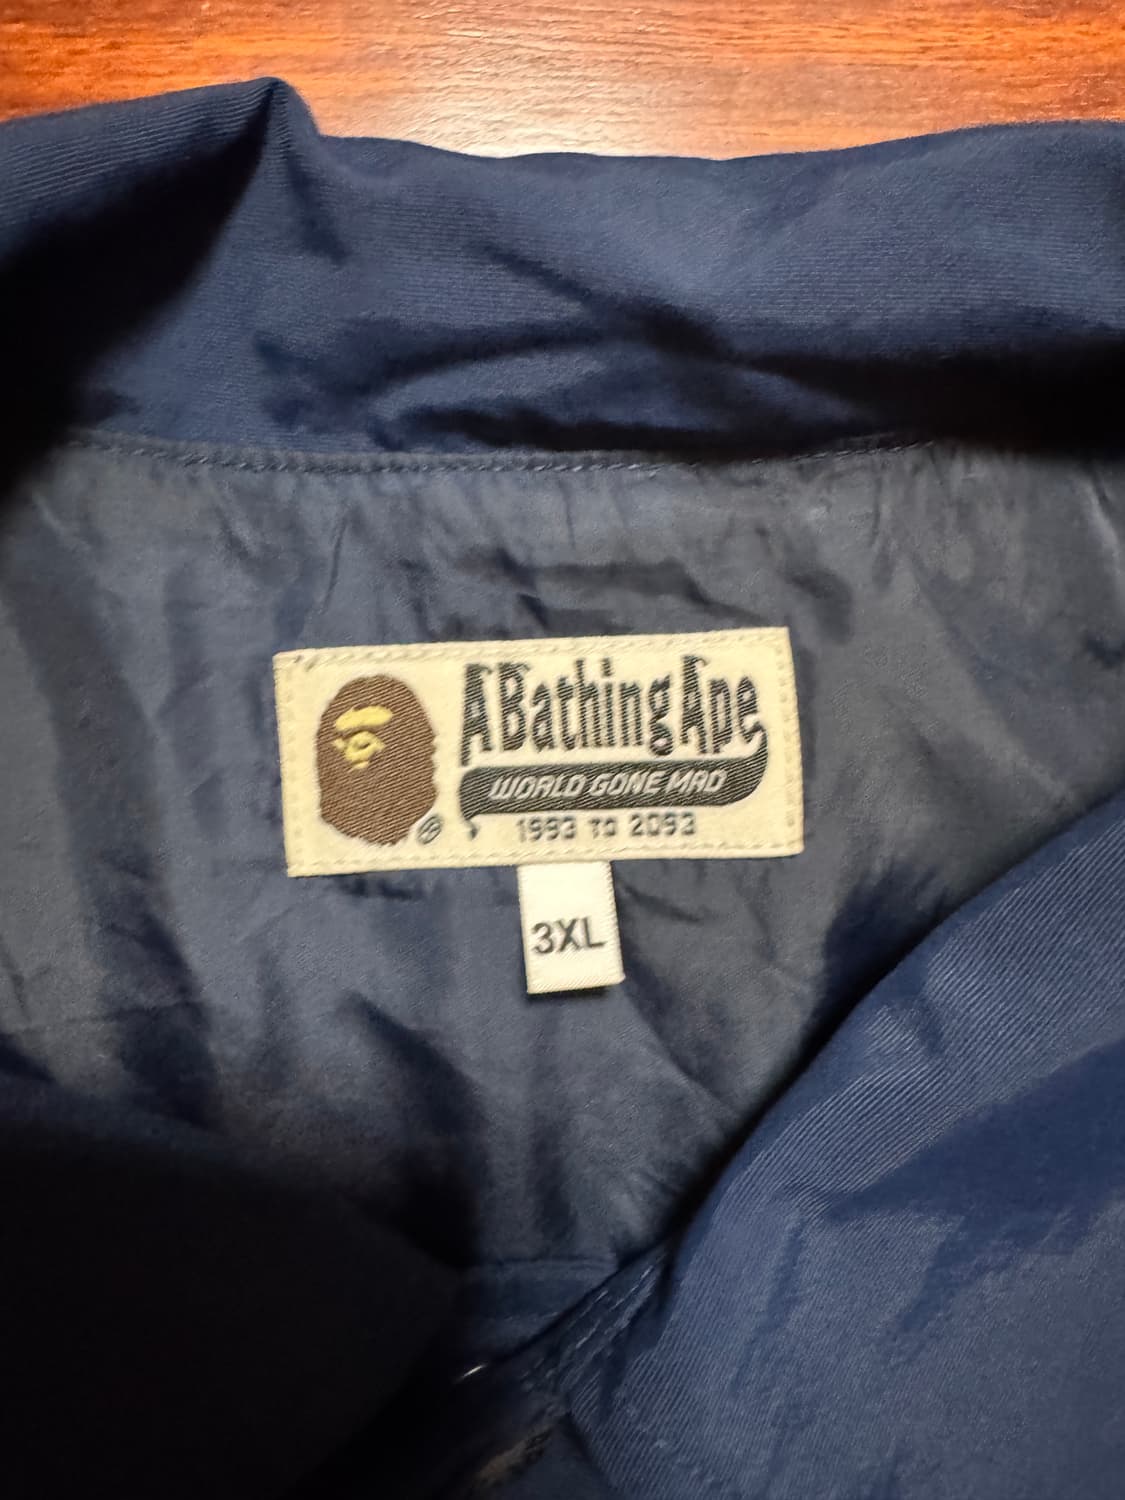 A Bathing Ape
WORLD GONE MAD
1993 TO 2093
3XL